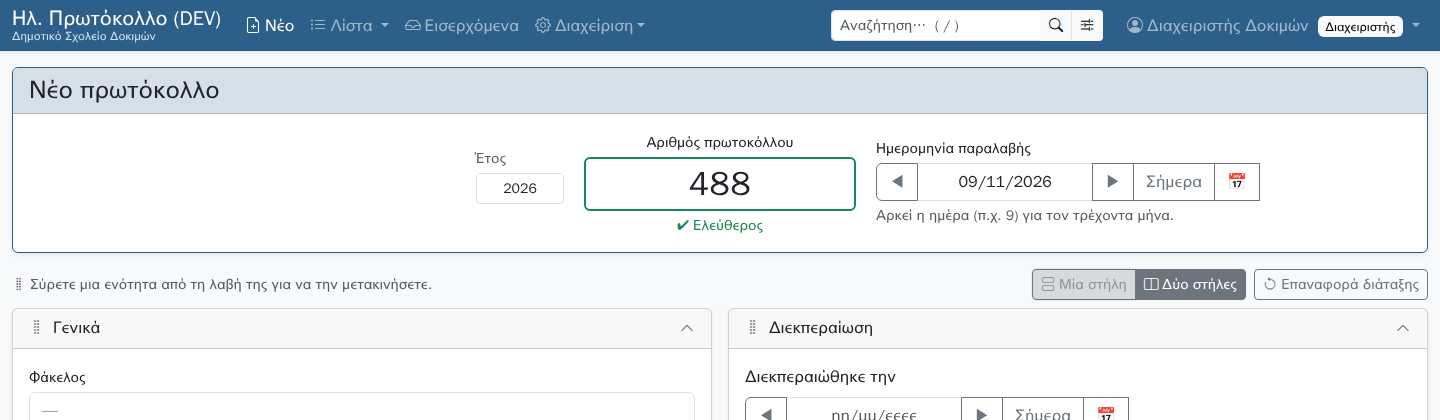 Ηλ. Πρωτόκολλο (DEV)
Δημοτικό Σχολείο Δοκιμών
Νέο
Λίστα
Εισερχόμενα
Διαχείριση
Αναζήτηση… ( / )
Διαχειριστής Δοκιμών
Διαχειριστής
Νέο πρωτόκολλο
Έτος
2026
Αριθμός πρωτοκόλλου
488
✔ Ελεύθερος
Ημερομηνία παραλαβής
◀ 09/11/2026 ▶ Σήμερα
Αρκεί η ημέρα (π.χ. 9) για τον τρέχοντα μήνα.
Σύρετε μια ενότητα από τη λαβή της για να την μετακινήσετε.
Μία στήλη
Δύο στήλες
Επαναφορά διάταξης
Γενικά
Φάκελος
—
Διεκπεραίωση
Διεκπεραιώθηκε την
◀ ηη/μμ/εεεε ▶ Σήμερα